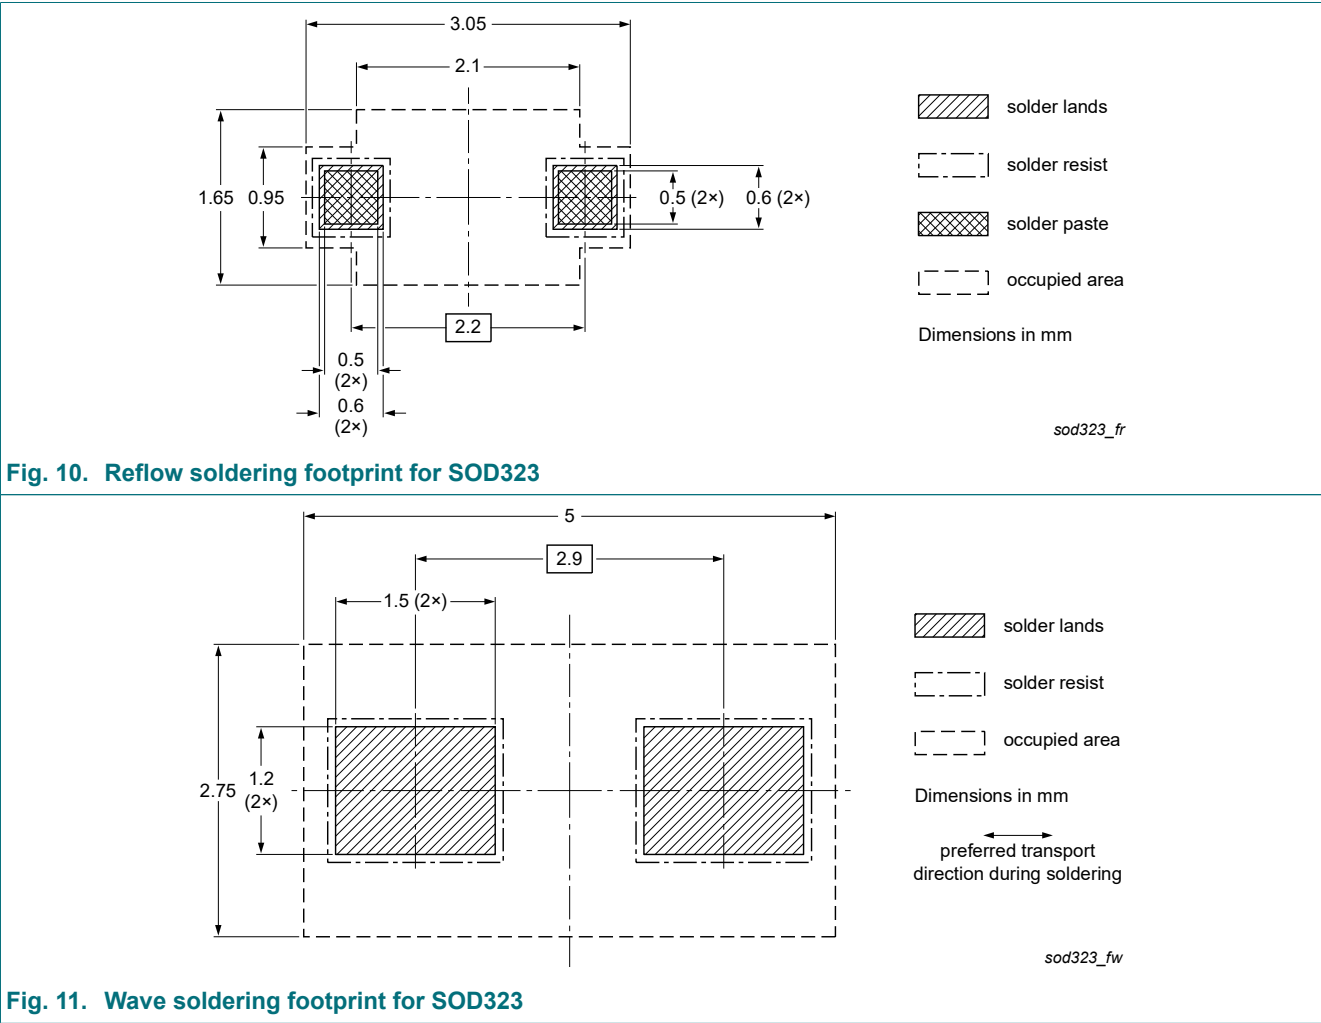 3.05
2.1
solder lands
solder resist
1.65 0.95
0.5 (2×) 0.6 (2×)
solder paste
occupied area
2.2
Dimensions in mm
0.5
(2×)
0.6
(2×)
sod323_fr
Fig. 10. Reflow soldering footprint for SOD323
5
2.9
1.5 (2×)
solder lands
solder resist
occupied area
2.75
1.2
(2×)
Dimensions in mm
preferred transport
direction during soldering
sod323_fw
Fig. 11. Wave soldering footprint for SOD323